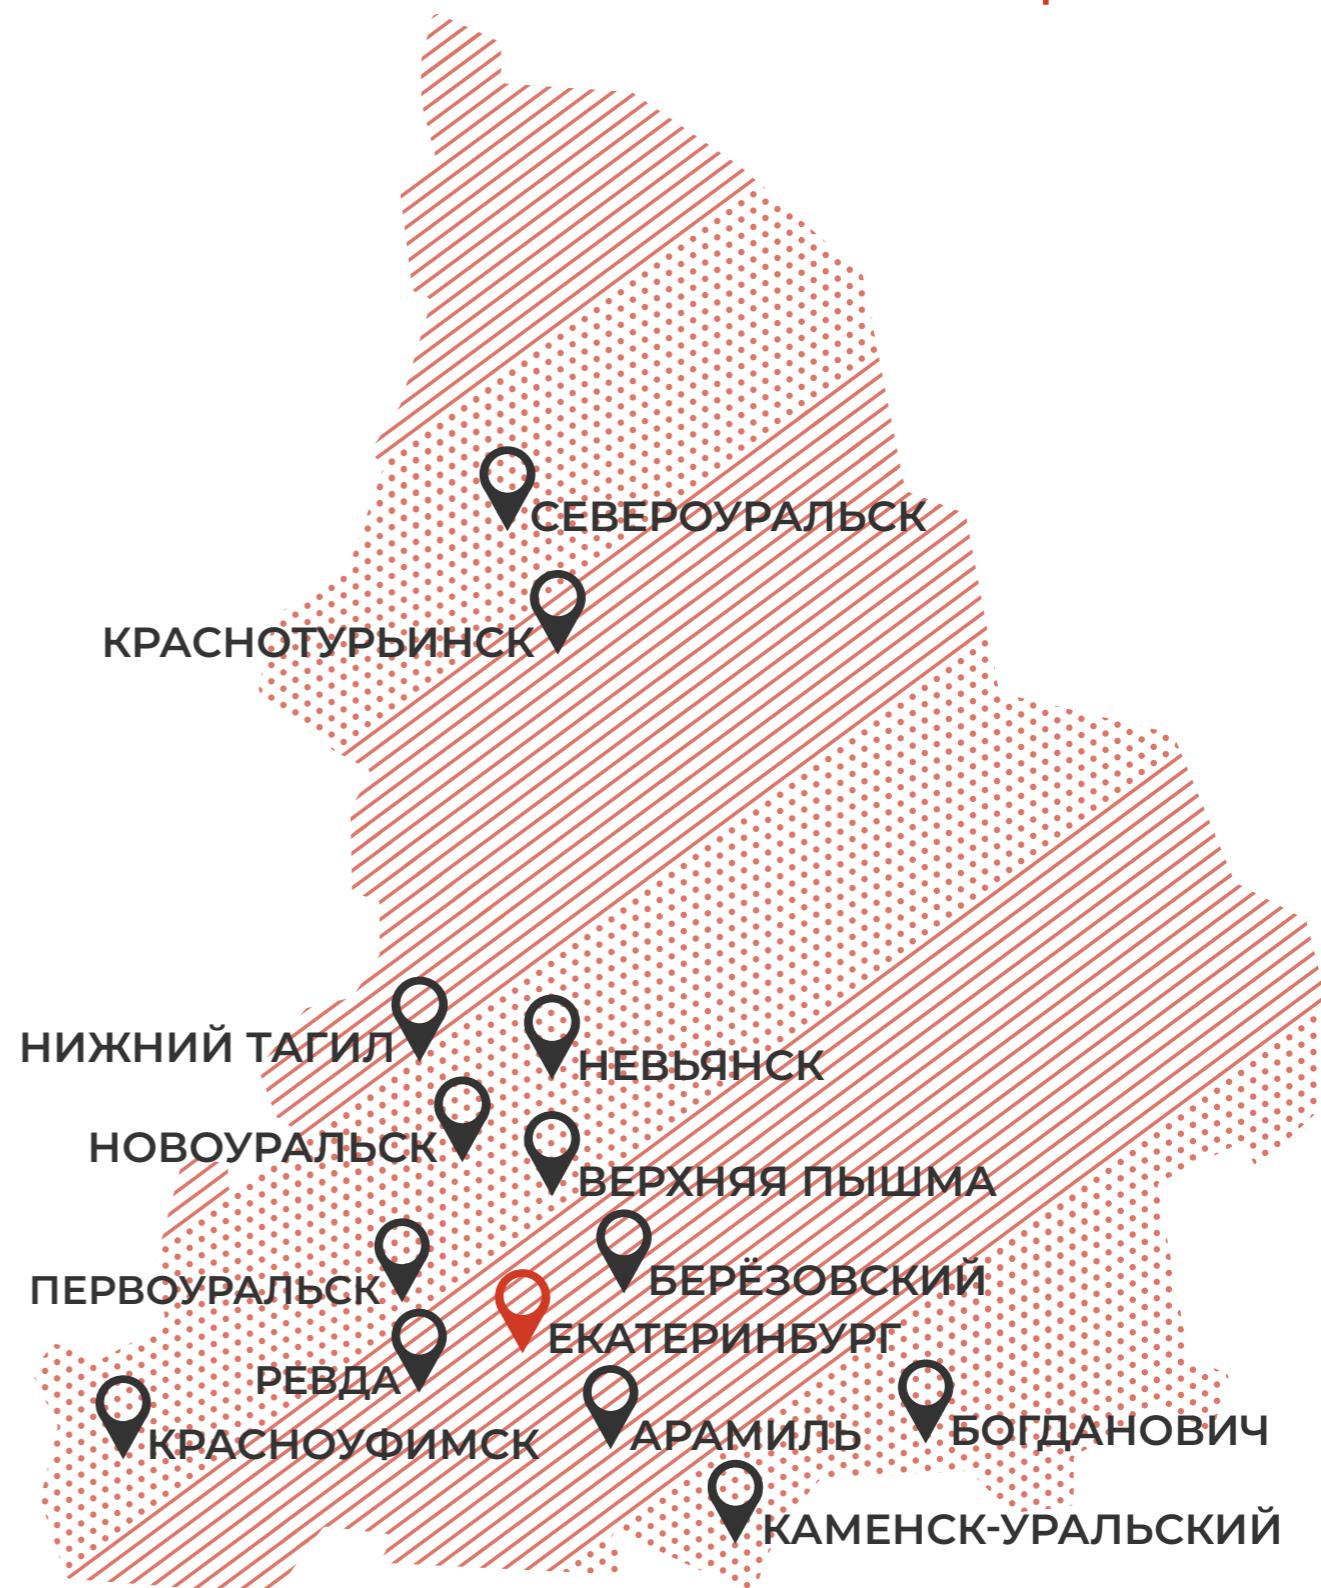 СЕВЕРОУРАЛЬСК
КРАСНОТУРЬИНСК
НИЖНИЙ ТАГИЛ
НЕВЬЯНСК
НОВОУРАЛЬСК
ВЕРХНЯЯ ПЫШМА
БЕРЁЗОВСКИЙ
ПЕРВОУРАЛЬСК
ЕКАТЕРИНБУРГ
РЕВДА
БОГДАНОВИЧ
АРАМИЛЬ
КРАСНОУФИМСК
КАМЕНСК-УРАЛЬСКИЙ